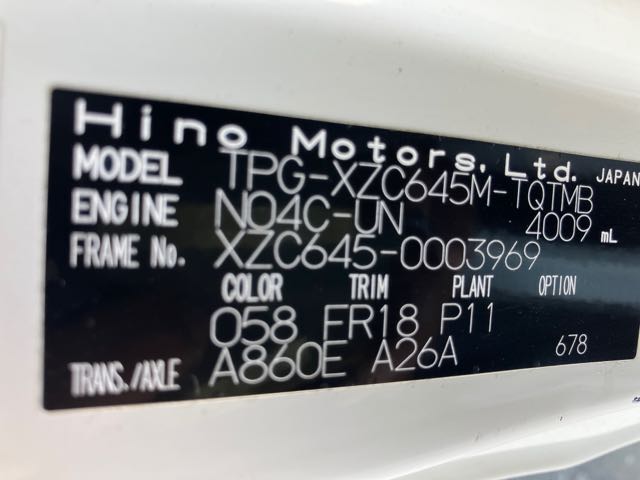 Hino Motors, Ltd. JAPAN
MODEL TPG-XZC645M-TQTMB
ENGINE N04C-UN 4009 mL
FRAME No. XZC645-0003969
COLOR TRIM PLANT OPTION
058 FR18 P11
TRANS./AXLE A860E A26A 678